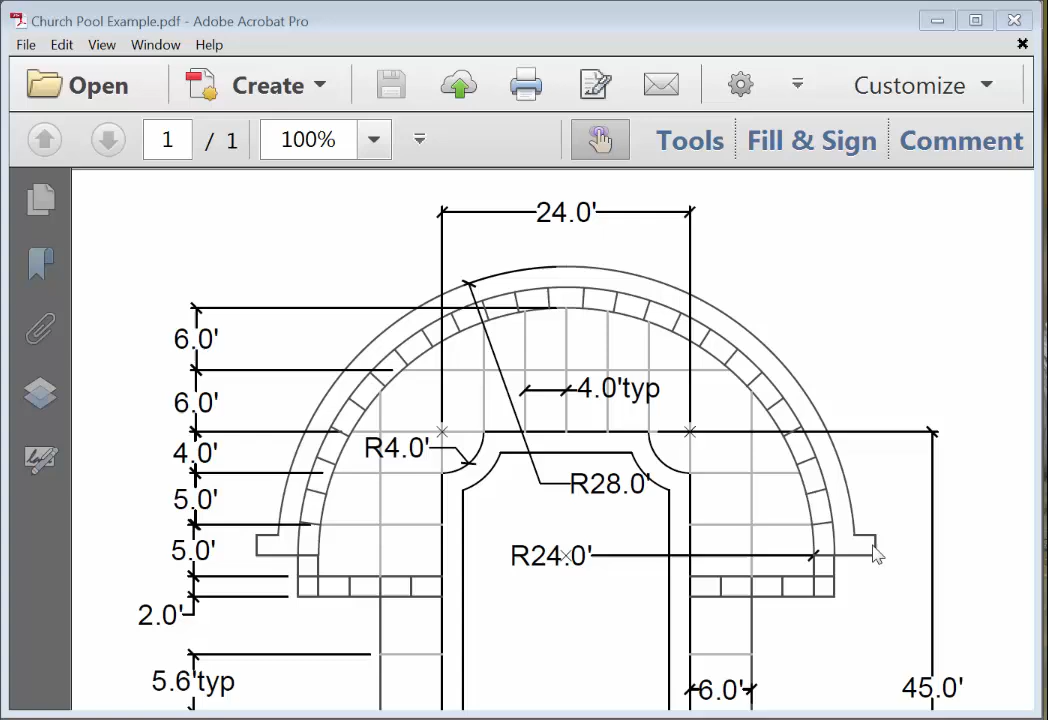 Church Pool Example.pdf - Adobe Acrobat Pro
File Edit View Window Help
Open Create Customize
1 / 1 100% Tools Fill & Sign Comment
24.0'
6.0'
4.0'typ
6.0'
R4.0'
4.0'
R28.0'
5.0'
5.0'
R24.0'
2.0'
5.6'typ
6.0'
45.0'